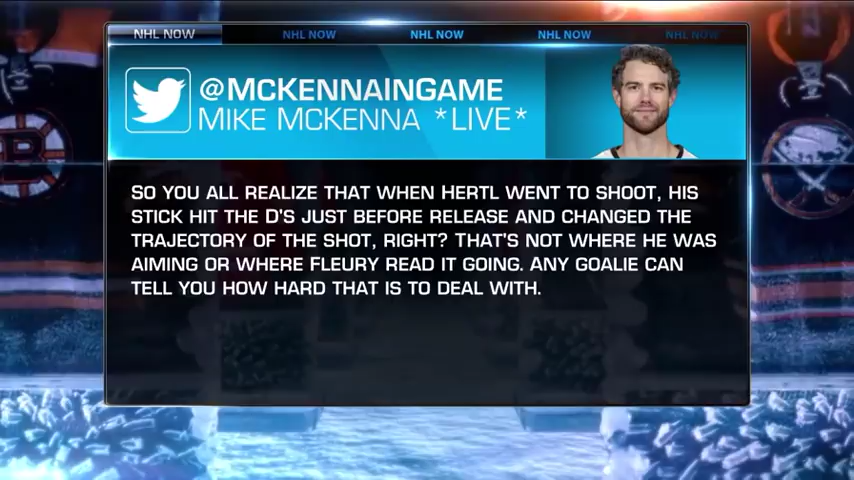 NHL NOW NHL NOW NHL NOW NHL NOW NHL NOW
@MCKENNAINGAME
MIKE MCKENNA *LIVE*
SO YOU ALL REALIZE THAT WHEN HERTL WENT TO SHOOT, HIS
STICK HIT THE D'S JUST BEFORE RELEASE AND CHANGED THE
TRAJECTORY OF THE SHOT, RIGHT? THAT'S NOT WHERE HE WAS
AIMING OR WHERE FLEURY READ IT GOING. ANY GOALIE CAN
TELL YOU HOW HARD THAT IS TO DEAL WITH.